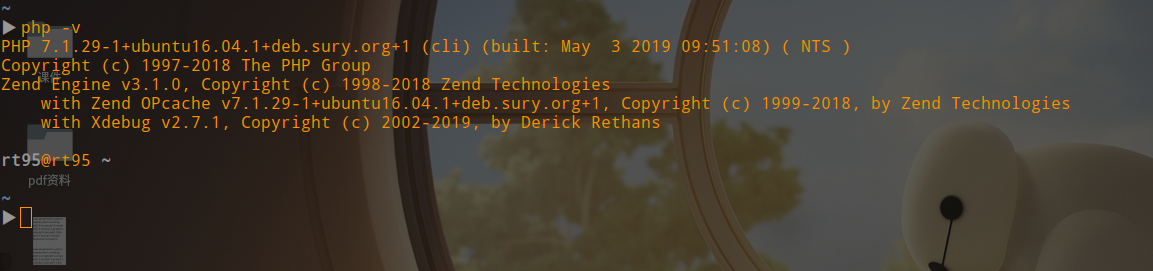 ~
▶ php -v
PHP 7.1.29-1+ubuntu16.04.1+deb.sury.org+1 (cli) (built: May  3 2019 09:51:08) ( NTS )
课件
Copyright (c) 1997-2018 The PHP Group
Zend Engine v3.1.0, Copyright (c) 1998-2018 Zend Technologies
    with Zend OPcache v7.1.29-1+ubuntu16.04.1+deb.sury.org+1, Copyright (c) 1999-2018, by Zend Technologies
    with Xdebug v2.7.1, Copyright (c) 2002-2019, by Derick Rethans
rt95@rt95 ~
pdf资料
~
▶